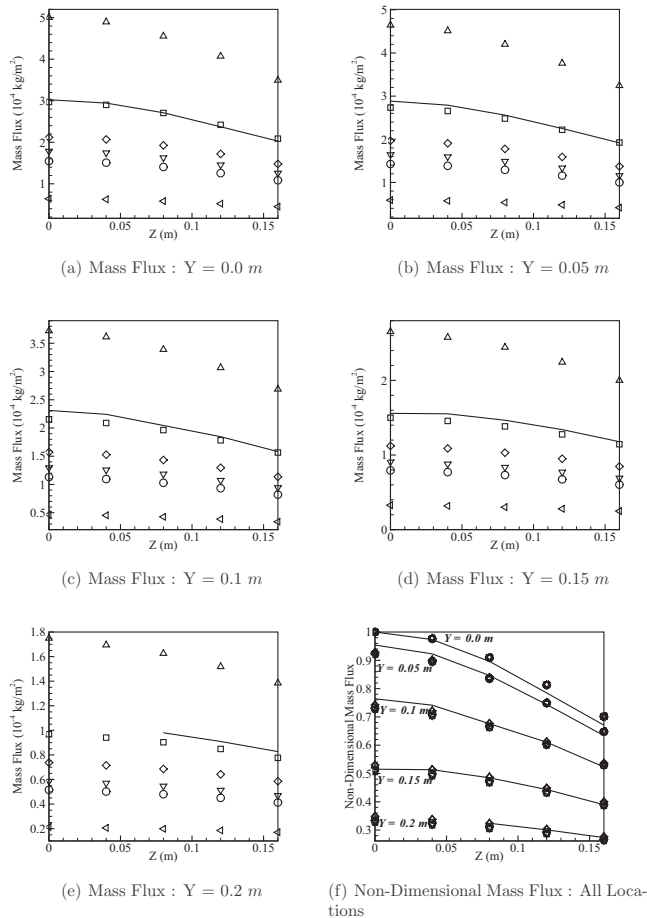 Mass Flux (10⁻⁴ kg/m²)
5
4
3
2
1
0
0.05
0.1
0.15
Z (m)
(a) Mass Flux : Y = 0.0 m
Mass Flux (10⁻⁴ kg/m²)
5
4
3
2
1
0
0.05
0.1
0.15
Z (m)
(b) Mass Flux : Y = 0.05 m
Mass Flux (10⁻⁴ kg/m²)
3.5
3
2.5
2
1.5
1
0.5
0
0.05
0.1
0.15
Z (m)
(c) Mass Flux : Y = 0.1 m
Mass Flux (10⁻⁴ kg/m²)
2
1
0
0
0.05
0.1
0.15
Z (m)
(d) Mass Flux : Y = 0.15 m
Mass Flux (10⁻⁴ kg/m²)
1.8
1.6
1.4
1.2
1
0.8
0.6
0.4
0.2
0
0.05
0.1
0.15
Z (m)
(e) Mass Flux : Y = 0.2 m
Non-Dimensional Mass Flux
1
0.9
0.8
0.7
0.6
0.5
0.4
0.3
Y = 0.0 m
Y = 0.05 m
Y = 0.1 m
Y = 0.15 m
Y = 0.2 m
0
0.05
0.1
0.15
Z (m)
(f) Non-Dimensional Mass Flux : All Loca-
tions